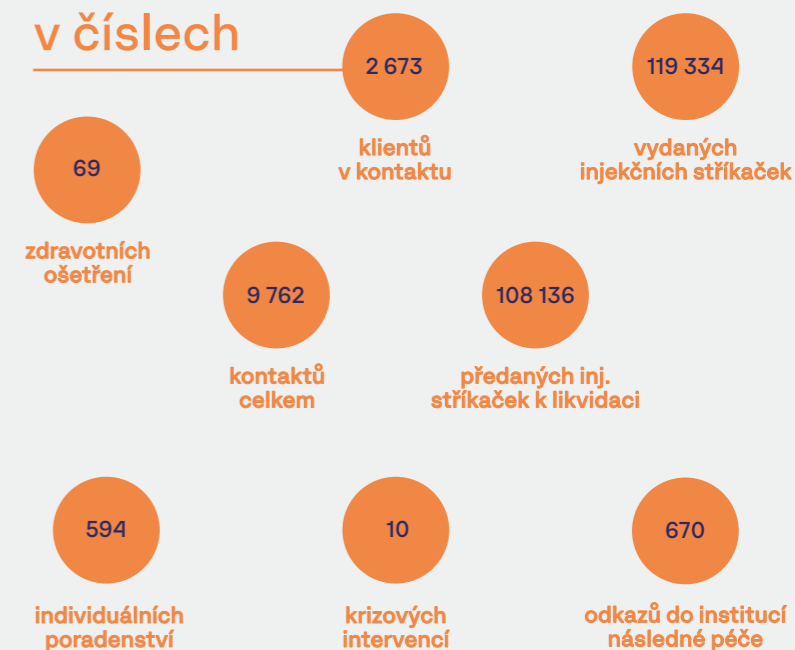 v číslech
2 673
klientů
v kontaktu
119 334
vydaných
injekčních stříkaček
69
zdravotních
ošetření
9 762
kontaktů
celkem
108 136
předaných inj.
stříkaček k likvidaci
594
individuálních
poradenství
10
krizových
intervencí
670
odkazů do institucí
následné péče